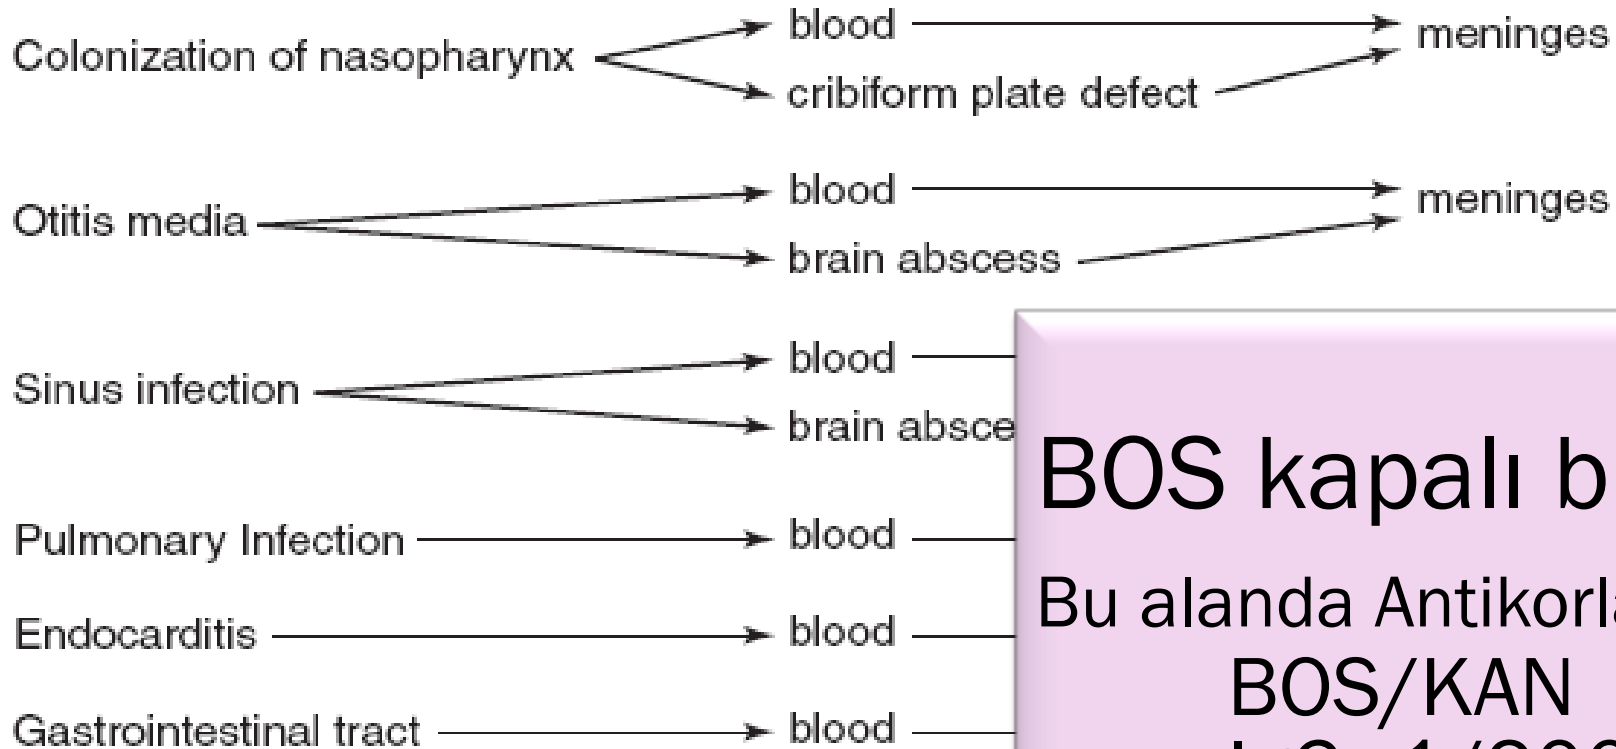 blood
Colonization of nasopharynx
meninges
cribiform plate defect
blood
Otitis media
meninges
brain abscess
blood
Sinus infection
brain absce
BOS kapalı b
Pulmonary Infection
blood
Bu alanda Antikorla
Endocarditis
blood
BOS/KAN
Gastrointestinal tract
blood